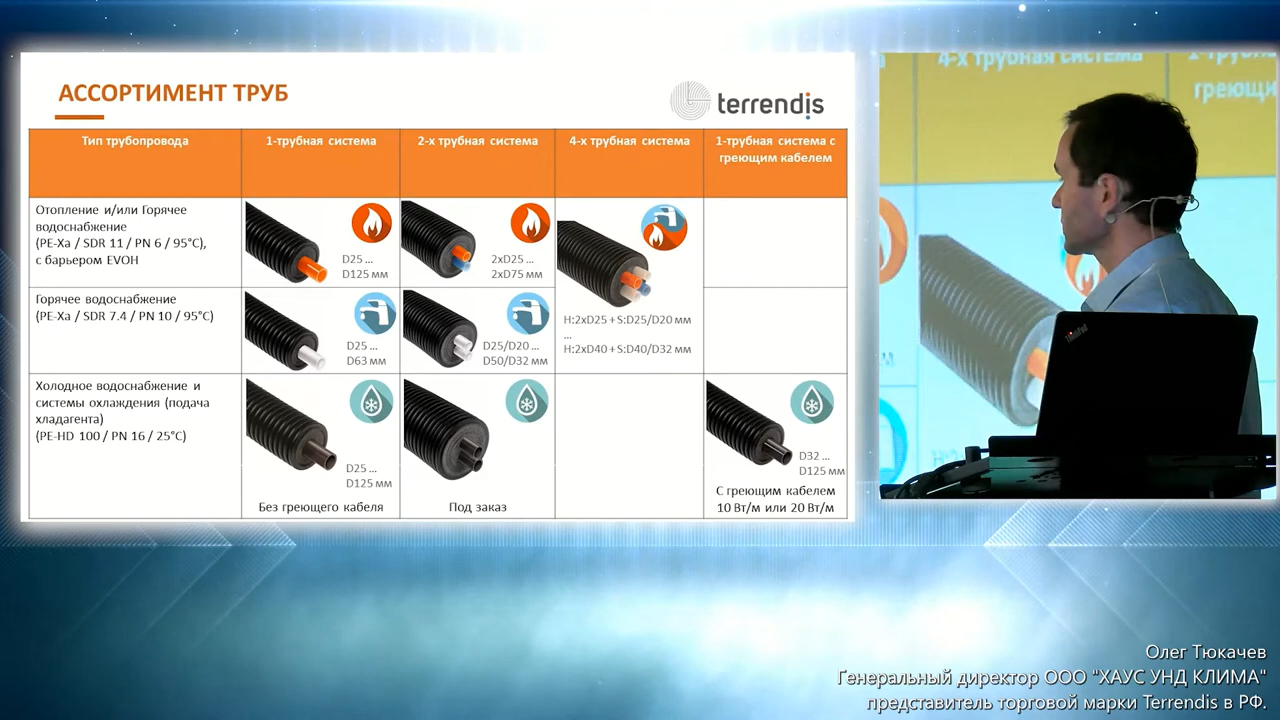 АССОРТИМЕНТ ТРУБ
terrendis
Тип трубопровода
1-трубная система
2-х трубная система
4-х трубная система
1-трубная система с
греющим кабелем
Отопление и/или Горячее
водоснабжение
(PE-Xa / SDR 11 / PN 6 / 95°C),
с барьером EVOH
D25 ...
D125 мм
2xD25 ...
2xD75 мм
H:2xD25 + S:D25/D20 мм
...
H:2xD40 + S:D40/D32 мм
Горячее водоснабжение
(PE-Xa / SDR 7.4 / PN 10 / 95°C)
D25 ...
D63 мм
D25/D20 ...
D50/D32 мм
Холодное водоснабжение и
системы охлаждения (подача
хладагента)
(PE-HD 100 / PN 16 / 25°C)
D25 ...
D125 мм
Без греющего кабеля
Под заказ
D32 ...
D125 мм
С греющим кабелем
10 Вт/м или 20 Вт/м
4-х трубная система
греющи
ThinkPad
Олег Тюкачев
Генеральный директор ООО "ХАУС УНД КЛИМА"
представитель торговой марки Terrendis в РФ.